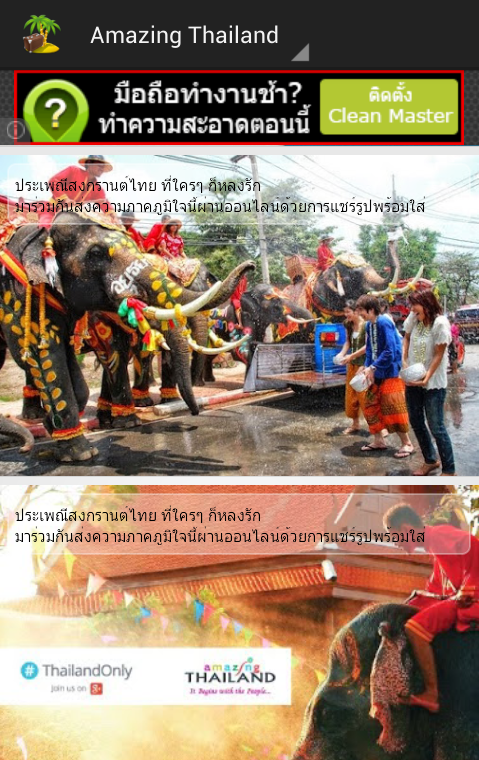 Amazing Thailand
?
มือถือทำงานช้า?
ทำความสะอาดตอนนี้
ติดตั้ง
Clean Master
ประเพณีสงกรานต์ไทย ที่ใครๆ ก็หลงรัก
มาร่วมกันส่งความภาคภูมิใจนี้ผ่านออนไลน์ด้วยการแชร์รูปพร้อมใส่
ประเพณีสงกรานต์ไทย ที่ใครๆ ก็หลงรัก
มาร่วมกันส่งความภาคภูมิใจนี้ผ่านออนไลน์ด้วยการแชร์รูปพร้อมใส่
# ThailandOnly
join us on g+
amazing
THAILAND
It Begins with the People...